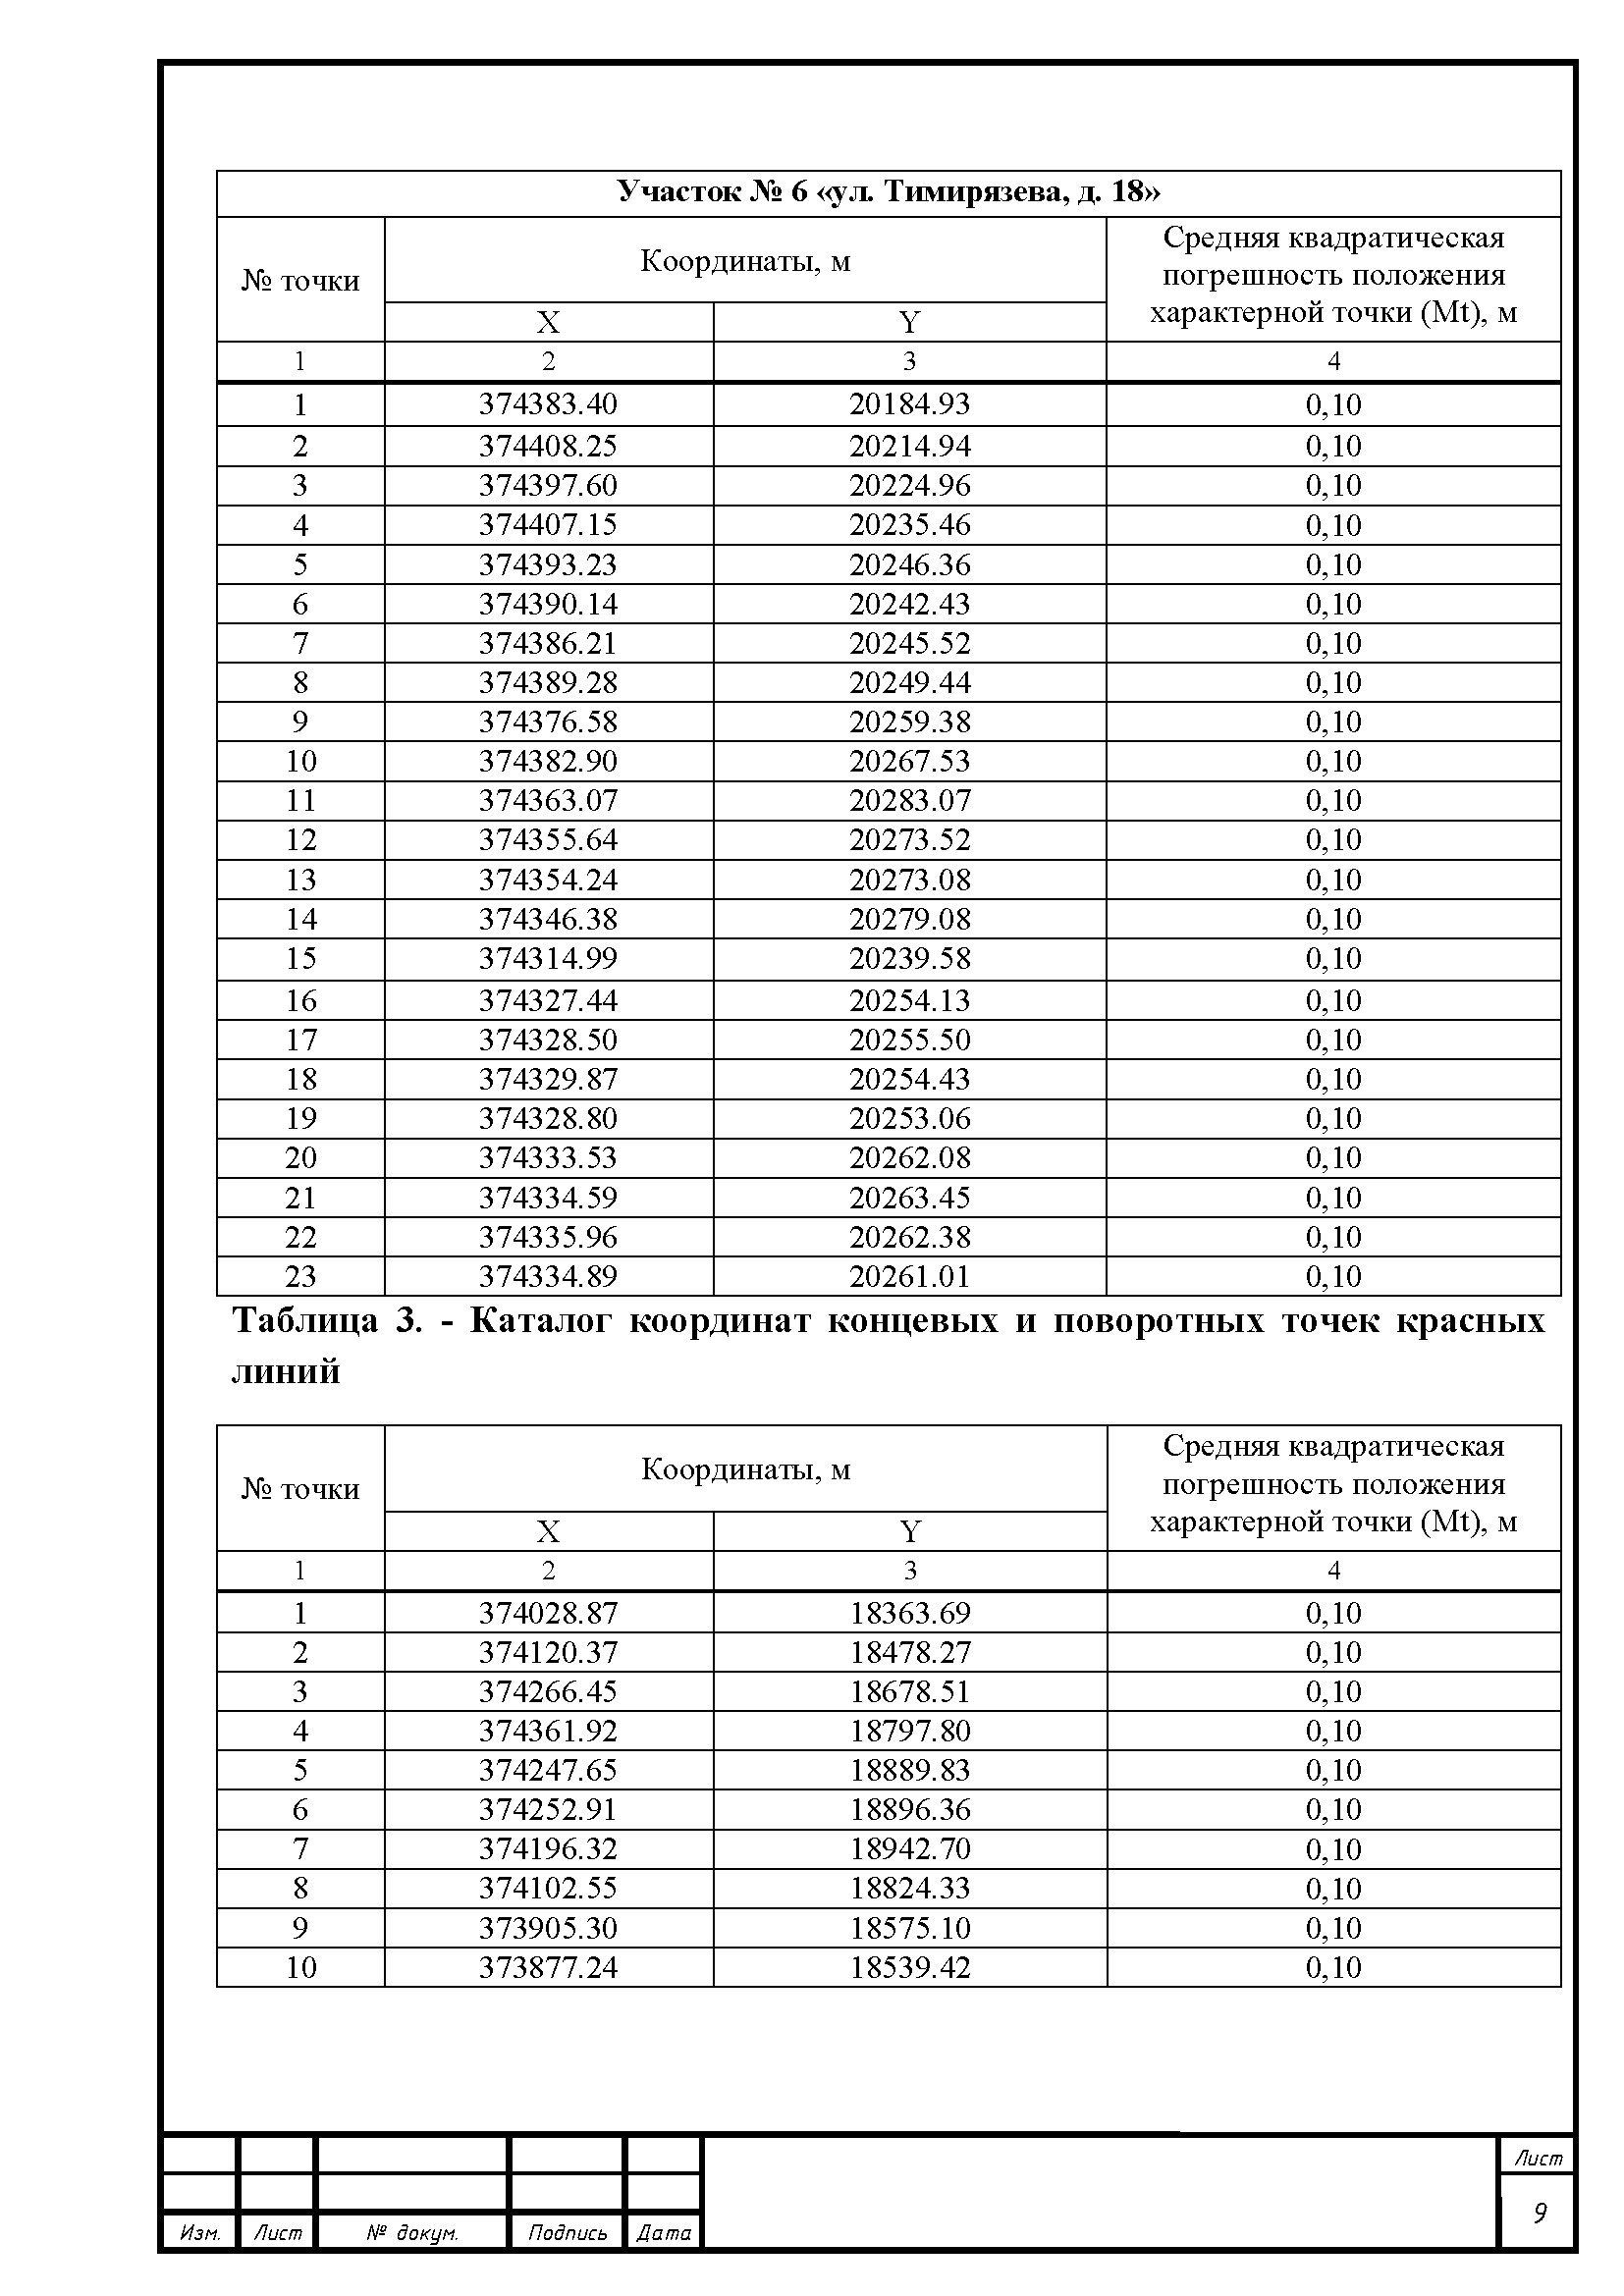 Участок № 6 «ул. Тимирязева, д. 18»
№ точки Координаты, м Средняя квадратическая погрешность положения характерной точки (Mt), м
X Y
1 2 3 4
1 374383.40 20184.93 0,10
2 374408.25 20214.94 0,10
3 374397.60 20224.96 0,10
4 374407.15 20235.46 0,10
5 374393.23 20246.36 0,10
6 374390.14 20242.43 0,10
7 374386.21 20245.52 0,10
8 374389.28 20249.44 0,10
9 374376.58 20259.38 0,10
10 374382.90 20267.53 0,10
11 374363.07 20283.07 0,10
12 374355.64 20273.52 0,10
13 374354.24 20273.08 0,10
14 374346.38 20279.08 0,10
15 374314.99 20239.58 0,10
16 374327.44 20254.13 0,10
17 374328.50 20255.50 0,10
18 374329.87 20254.43 0,10
19 374328.80 20253.06 0,10
20 374333.53 20262.08 0,10
21 374334.59 20263.45 0,10
22 374335.96 20262.38 0,10
23 374334.89 20261.01 0,10
Таблица 3. - Каталог координат концевых и поворотных точек красных
линий
№ точки Координаты, м Средняя квадратическая погрешность положения характерной точки (Mt), м
X Y
1 2 3 4
1 374028.87 18363.69 0,10
2 374120.37 18478.27 0,10
3 374266.45 18678.51 0,10
4 374361.92 18797.80 0,10
5 374247.65 18889.83 0,10
6 374252.91 18896.36 0,10
7 374196.32 18942.70 0,10
8 374102.55 18824.33 0,10
9 373905.30 18575.10 0,10
10 373877.24 18539.42 0,10
Лист
9
Изм. Лист № докум. Подпись Дата